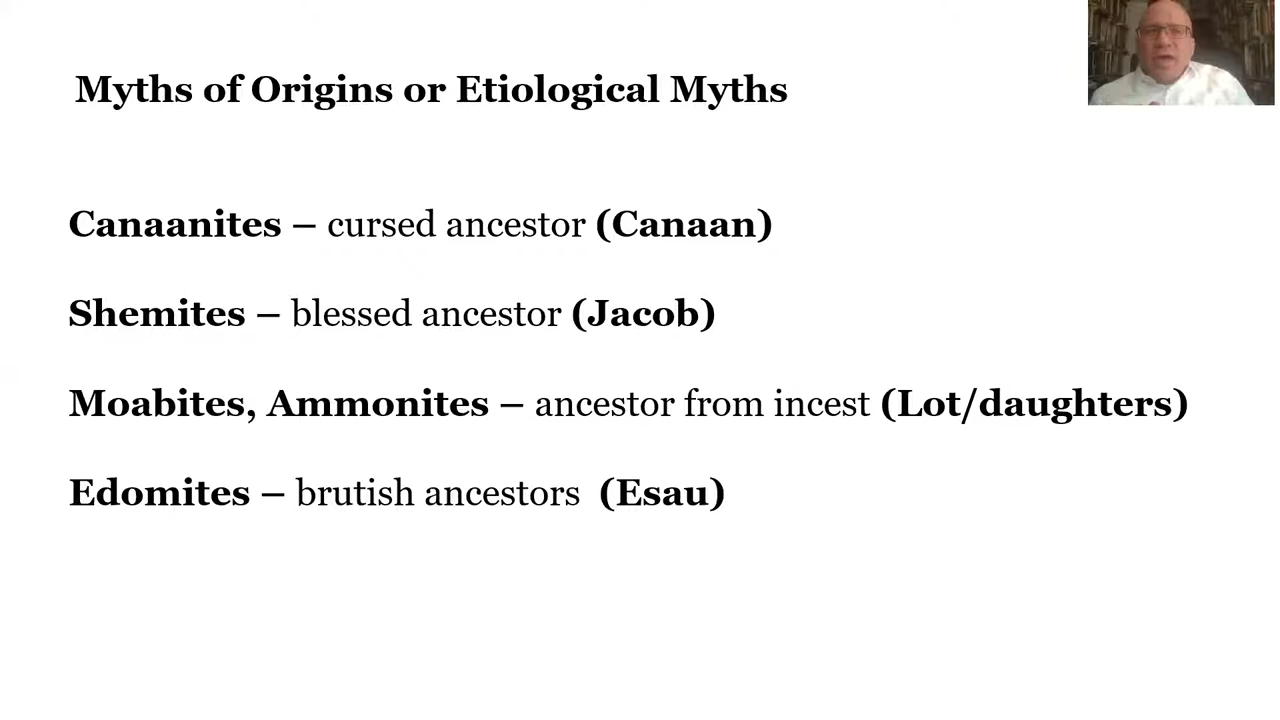 Myths of Origins or Etiological Myths
Canaanites – cursed ancestor (Canaan)
Shemites – blessed ancestor (Jacob)
Moabites, Ammonites – ancestor from incest (Lot/daughters)
Edomites – brutish ancestors (Esau)